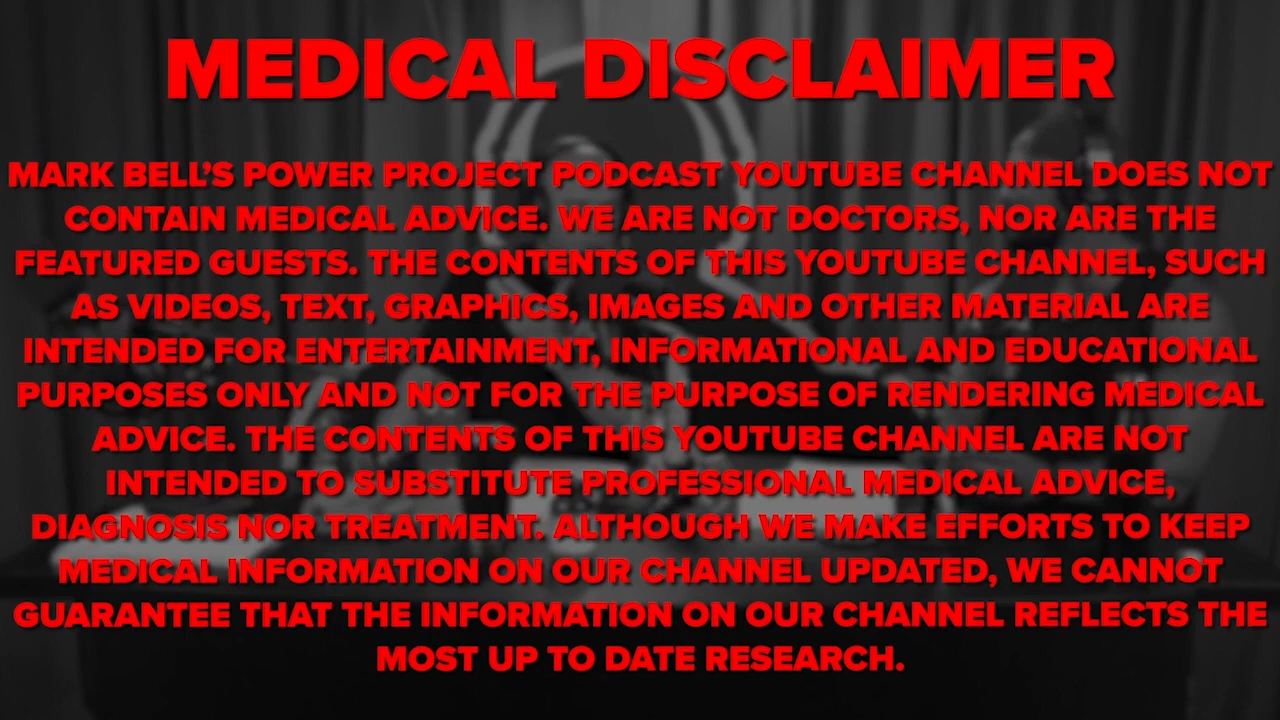 MEDICAL DISCLAIMER
MARK BELL'S POWER PROJECT PODCAST YOUTUBE CHANNEL DOES NOT
CONTAIN MEDICAL ADVICE. WE ARE NOT DOCTORS, NOR ARE THE
FEATURED GUESTS. THE CONTENTS OF THIS YOUTUBE CHANNEL, SUCH
AS VIDEOS, TEXT, GRAPHICS, IMAGES AND OTHER MATERIAL ARE
INTENDED FOR ENTERTAINMENT, INFORMATIONAL AND EDUCATIONAL
PURPOSES ONLY AND NOT FOR THE PURPOSE OF RENDERING MEDICAL
ADVICE. THE CONTENTS OF THIS YOUTUBE CHANNEL ARE NOT
INTENDED TO SUBSTITUTE PROFESSIONAL MEDICAL ADVICE,
DIAGNOSIS NOR TREATMENT. ALTHOUGH WE MAKE EFFORTS TO KEEP
MEDICAL INFORMATION ON OUR CHANNEL UPDATED, WE CANNOT
GUARANTEE THAT THE INFORMATION ON OUR CHANNEL REFLECTS THE
MOST UP TO DATE RESEARCH.